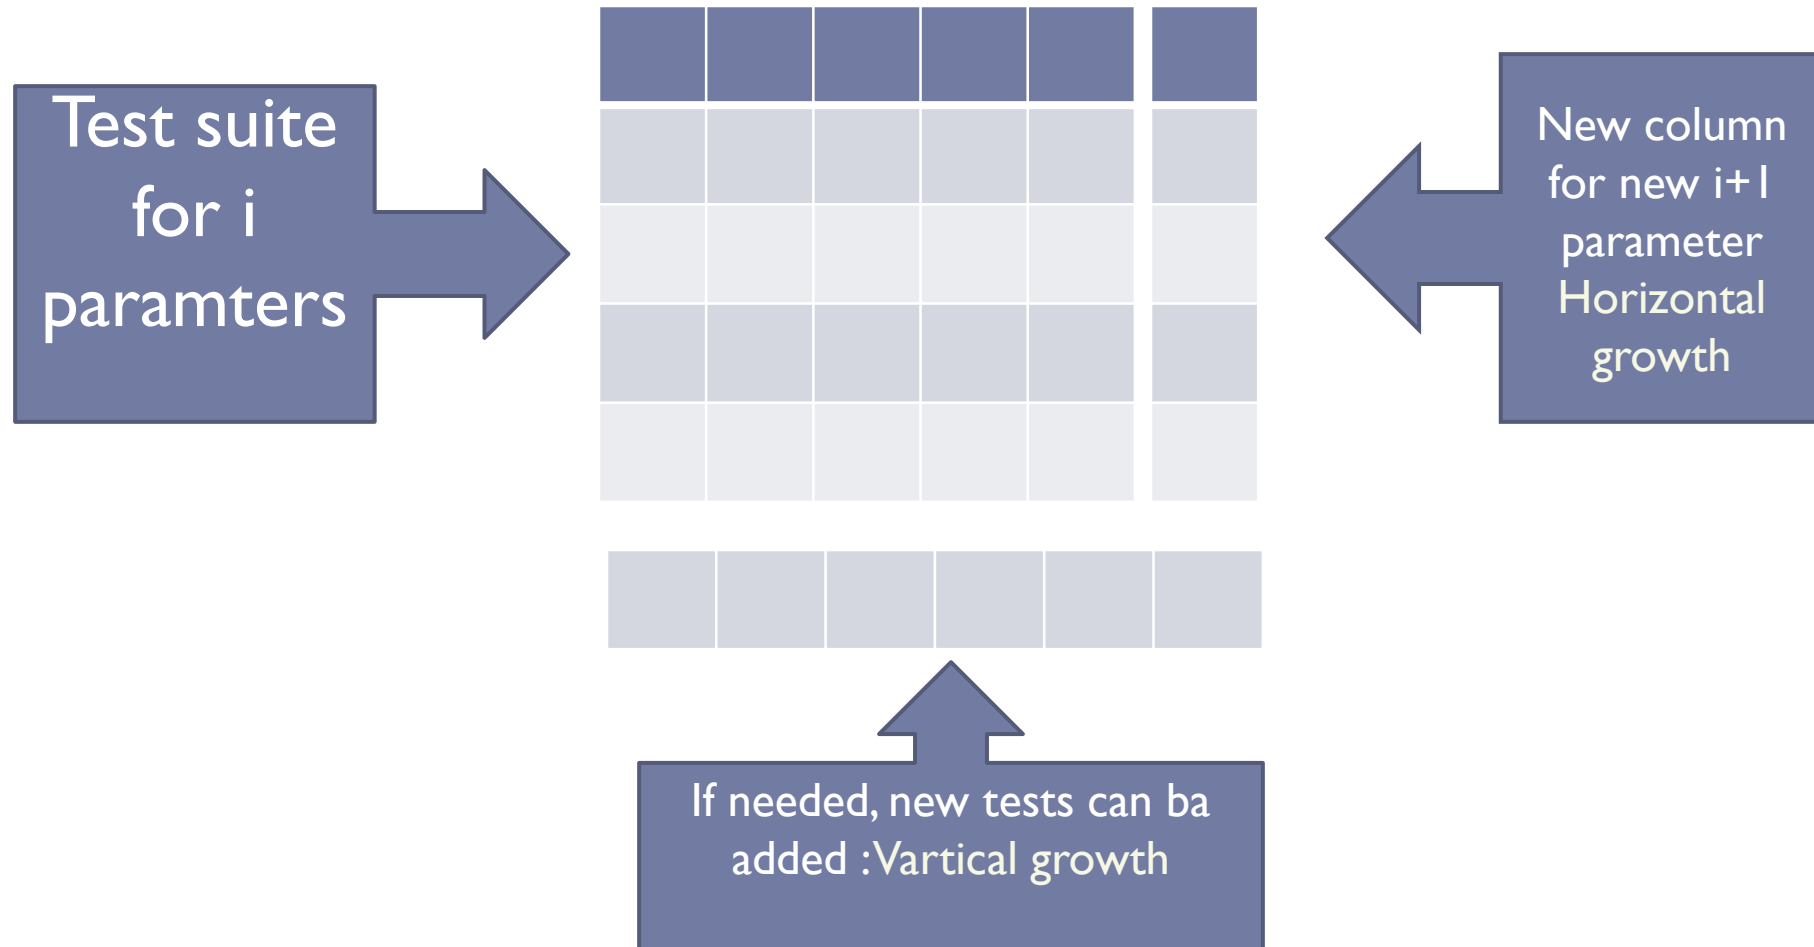 Test suite
for i
paramters
New column
for new i+1
parameter
Horizontal
growth
If needed, new tests can ba
added :Vartical growth